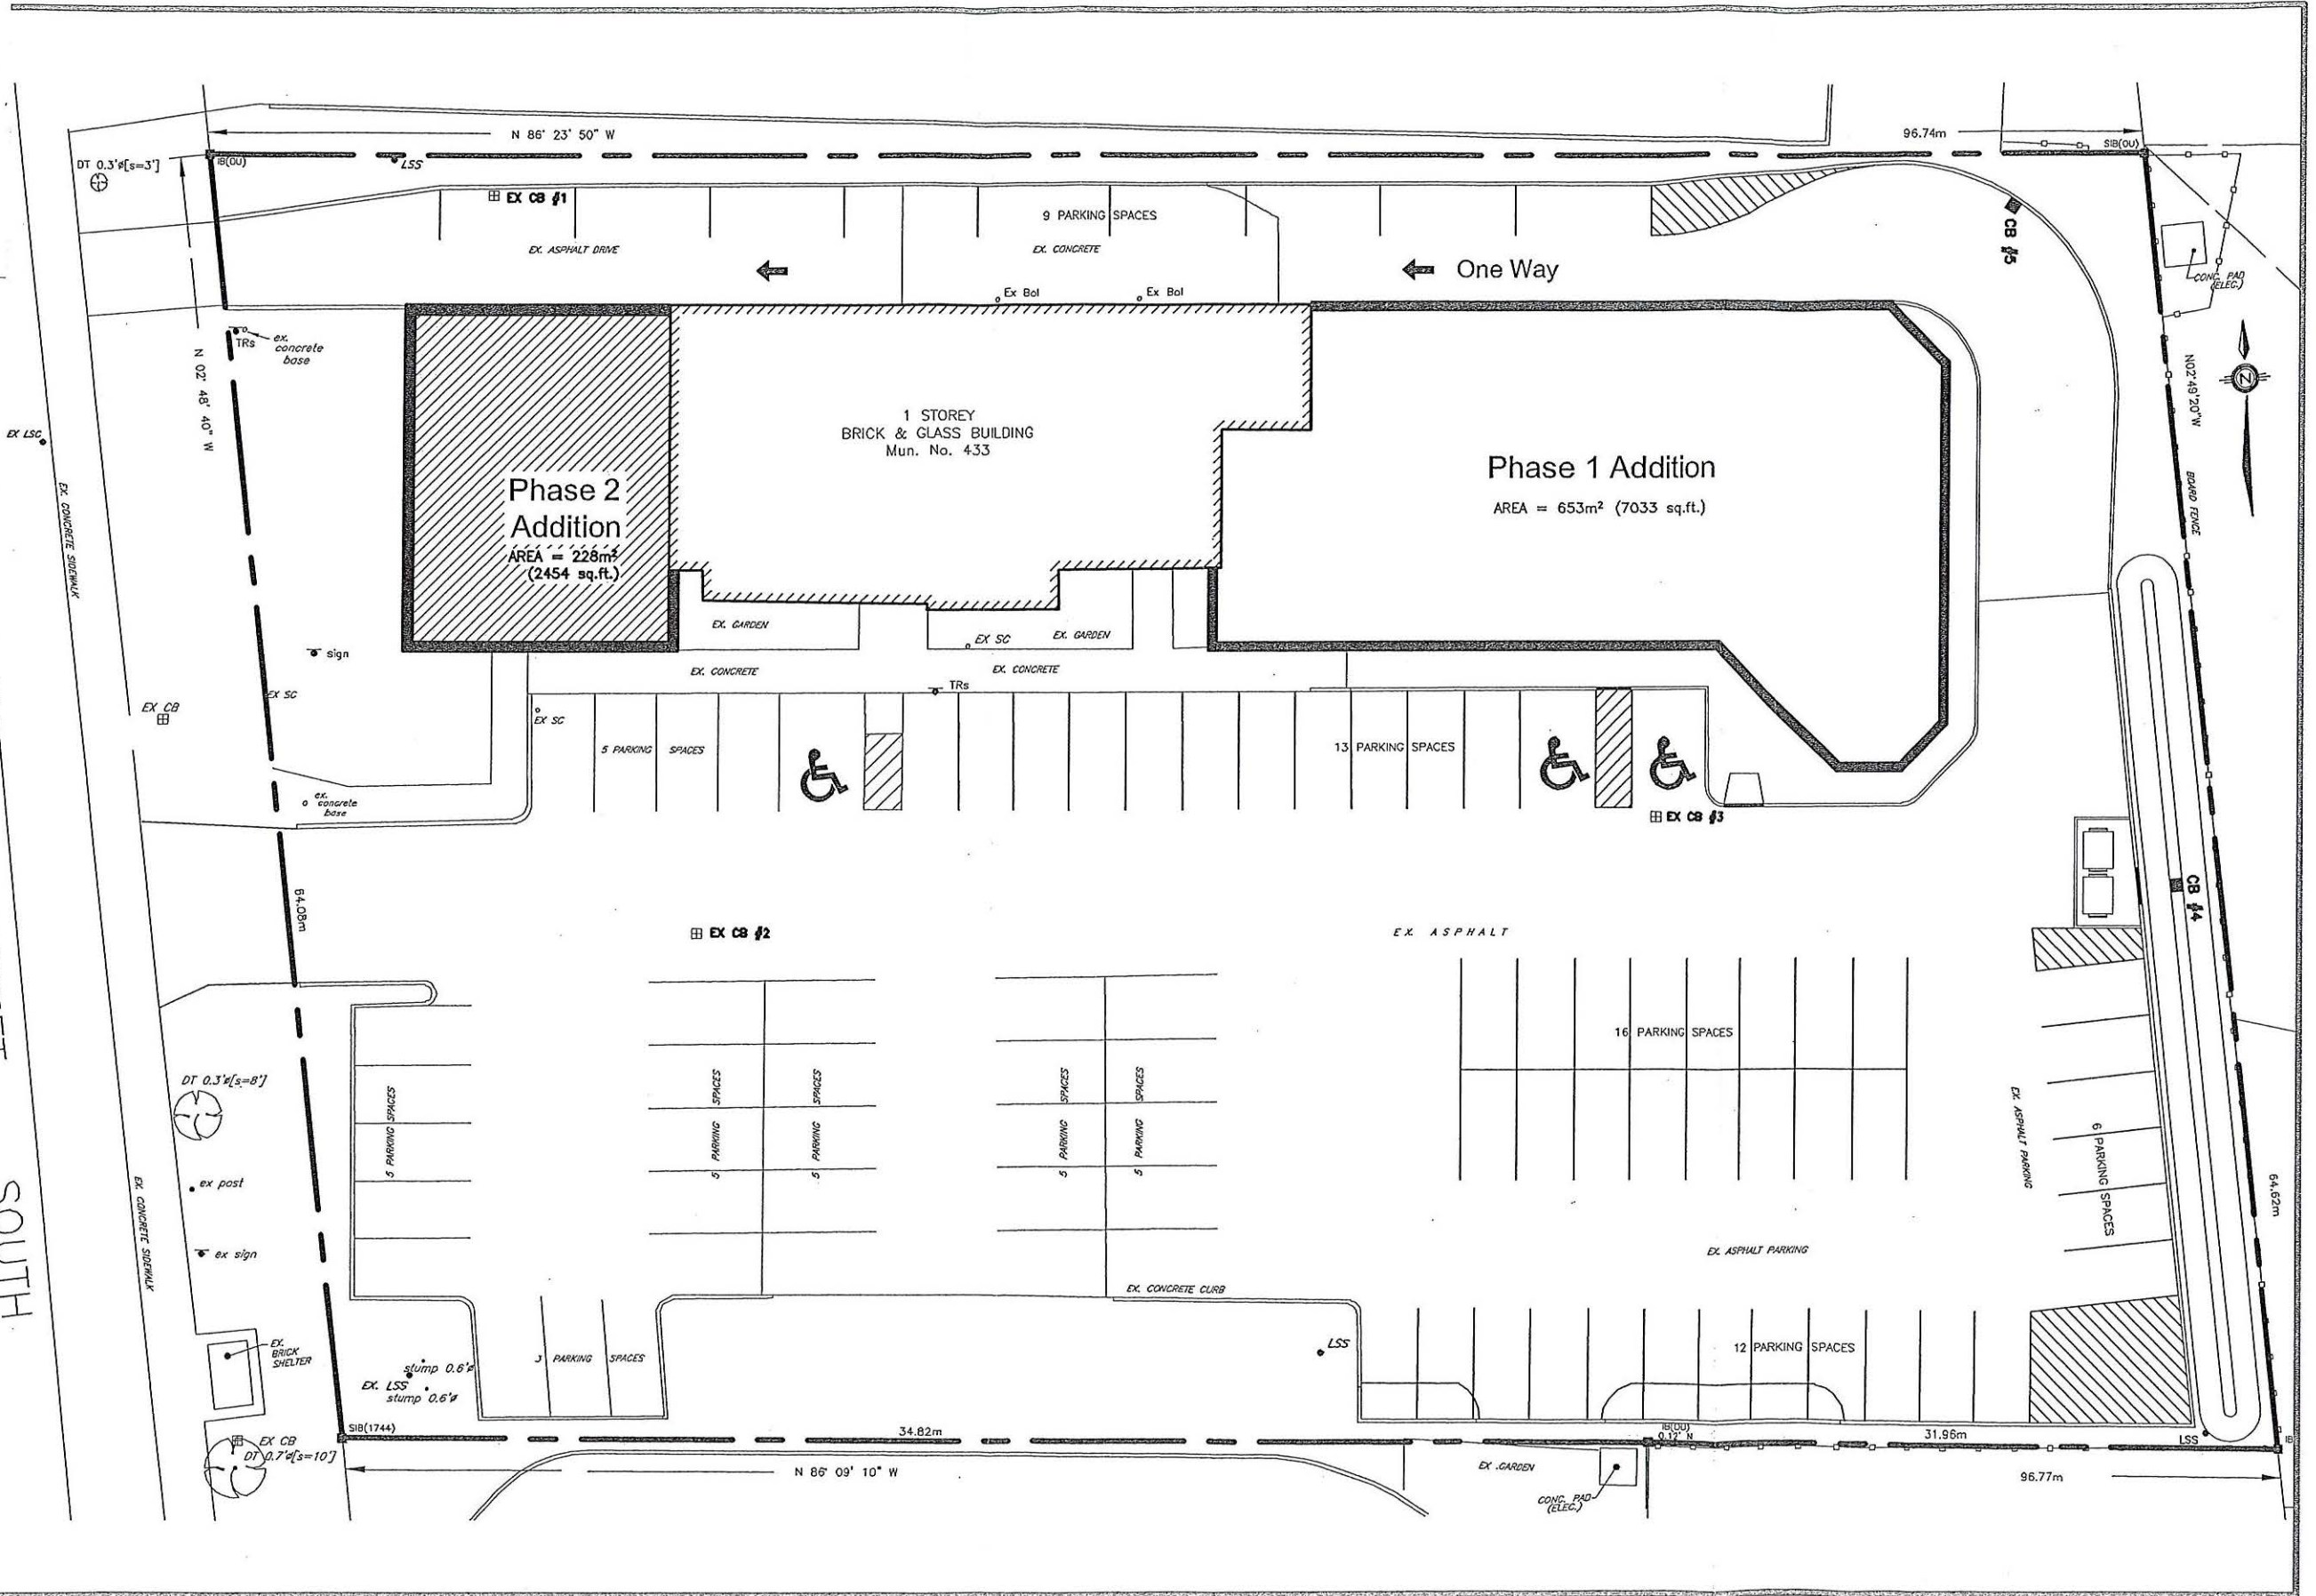 N 86° 23' 50" W
96.74m
SIB(OU)
DT 0.3'ø[s=3']
IB(OU)
LSS
EX CB #1
9 PARKING SPACES
CB #5
EX. ASPHALT DRIVE
EX. CONCRETE
One Way
CONC. PAD
(ELEC.)
Ex Bol
Ex Bol
TRs
ex.
concrete
base
N 02° 48' 40" W
N02°49'20"W
EX LSC
1 STOREY
BRICK & GLASS BUILDING
Mun. No. 433
Phase 1 Addition
AREA = 653m² (7033 sq.ft.)
Phase 2
Addition
AREA = 228m²
(2454 sq.ft.)
BOARD FENCE
EX. CONCRETE SIDEWALK
EX. GARDEN
EX SC
EX. GARDEN
sign
EX. CONCRETE
EX. CONCRETE
TRs
EX SC
EX CB
EX SC
5 PARKING SPACES
13 PARKING SPACES
ex.
concrete
base
EX CB #3
64.08m
CB #4
EX CB #2
EX. ASPHALT
16 PARKING SPACES
DT 0.3'ø[s=8']
5 PARKING SPACES
5 PARKING SPACES
5 PARKING SPACES
5 PARKING SPACES
5 PARKING SPACES
EX. ASPHALT PARKING
6 PARKING SPACES
ex post
EX. CONCRETE SIDEWALK
SOUTH
64.62m
ex sign
EX. ASPHALT PARKING
EX. CONCRETE CURB
EX.
BRICK
SHELTER
3 PARKING SPACES
LSS
12 PARKING SPACES
stump 0.6'ø
EX. LSS
stump 0.6'ø
SIB(1744)
34.82m
IB(OU)
0.12' N
31.96m
LSS
IB
EX CB
DT 0.7'ø[s=10']
N 86° 09' 10" W
EX .GARDEN
CONC. PAD
(ELEC.)
96.77m